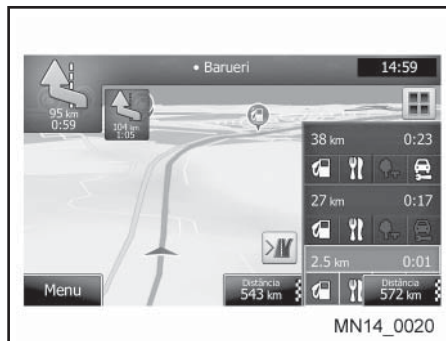 • Barueri
14:59
95 km
0:59
104 km
1:05
38 km 0:23
27 km 0:17
2.5 km 0:01
Menu
Distância
543 km
Distância
572 km
MN14_0020